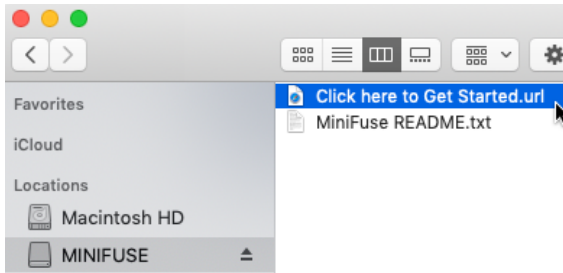 Favorites
iCloud
Locations
Macintosh HD
MINIFUSE
Click here to Get Started.url
MiniFuse README.txt